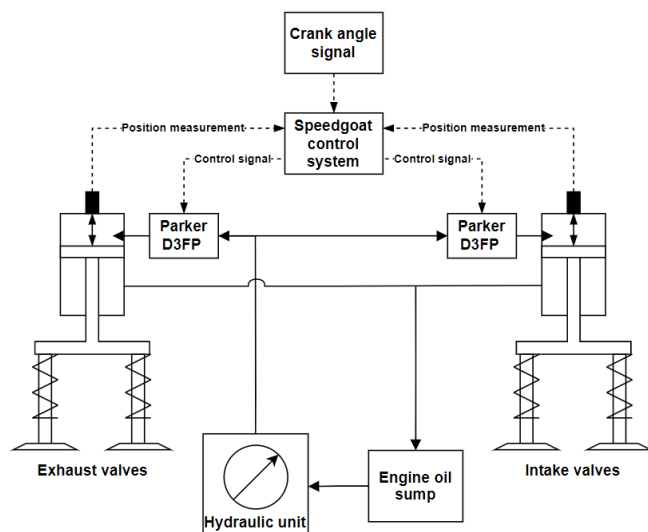 Crank angle
signal
Position measurement
Speedgoat
control
system
Position measurement
Control signal
Control signal
Parker
D3FP
Parker
D3FP
Exhaust valves
Hydraulic unit
Engine oil
sump
Intake valves